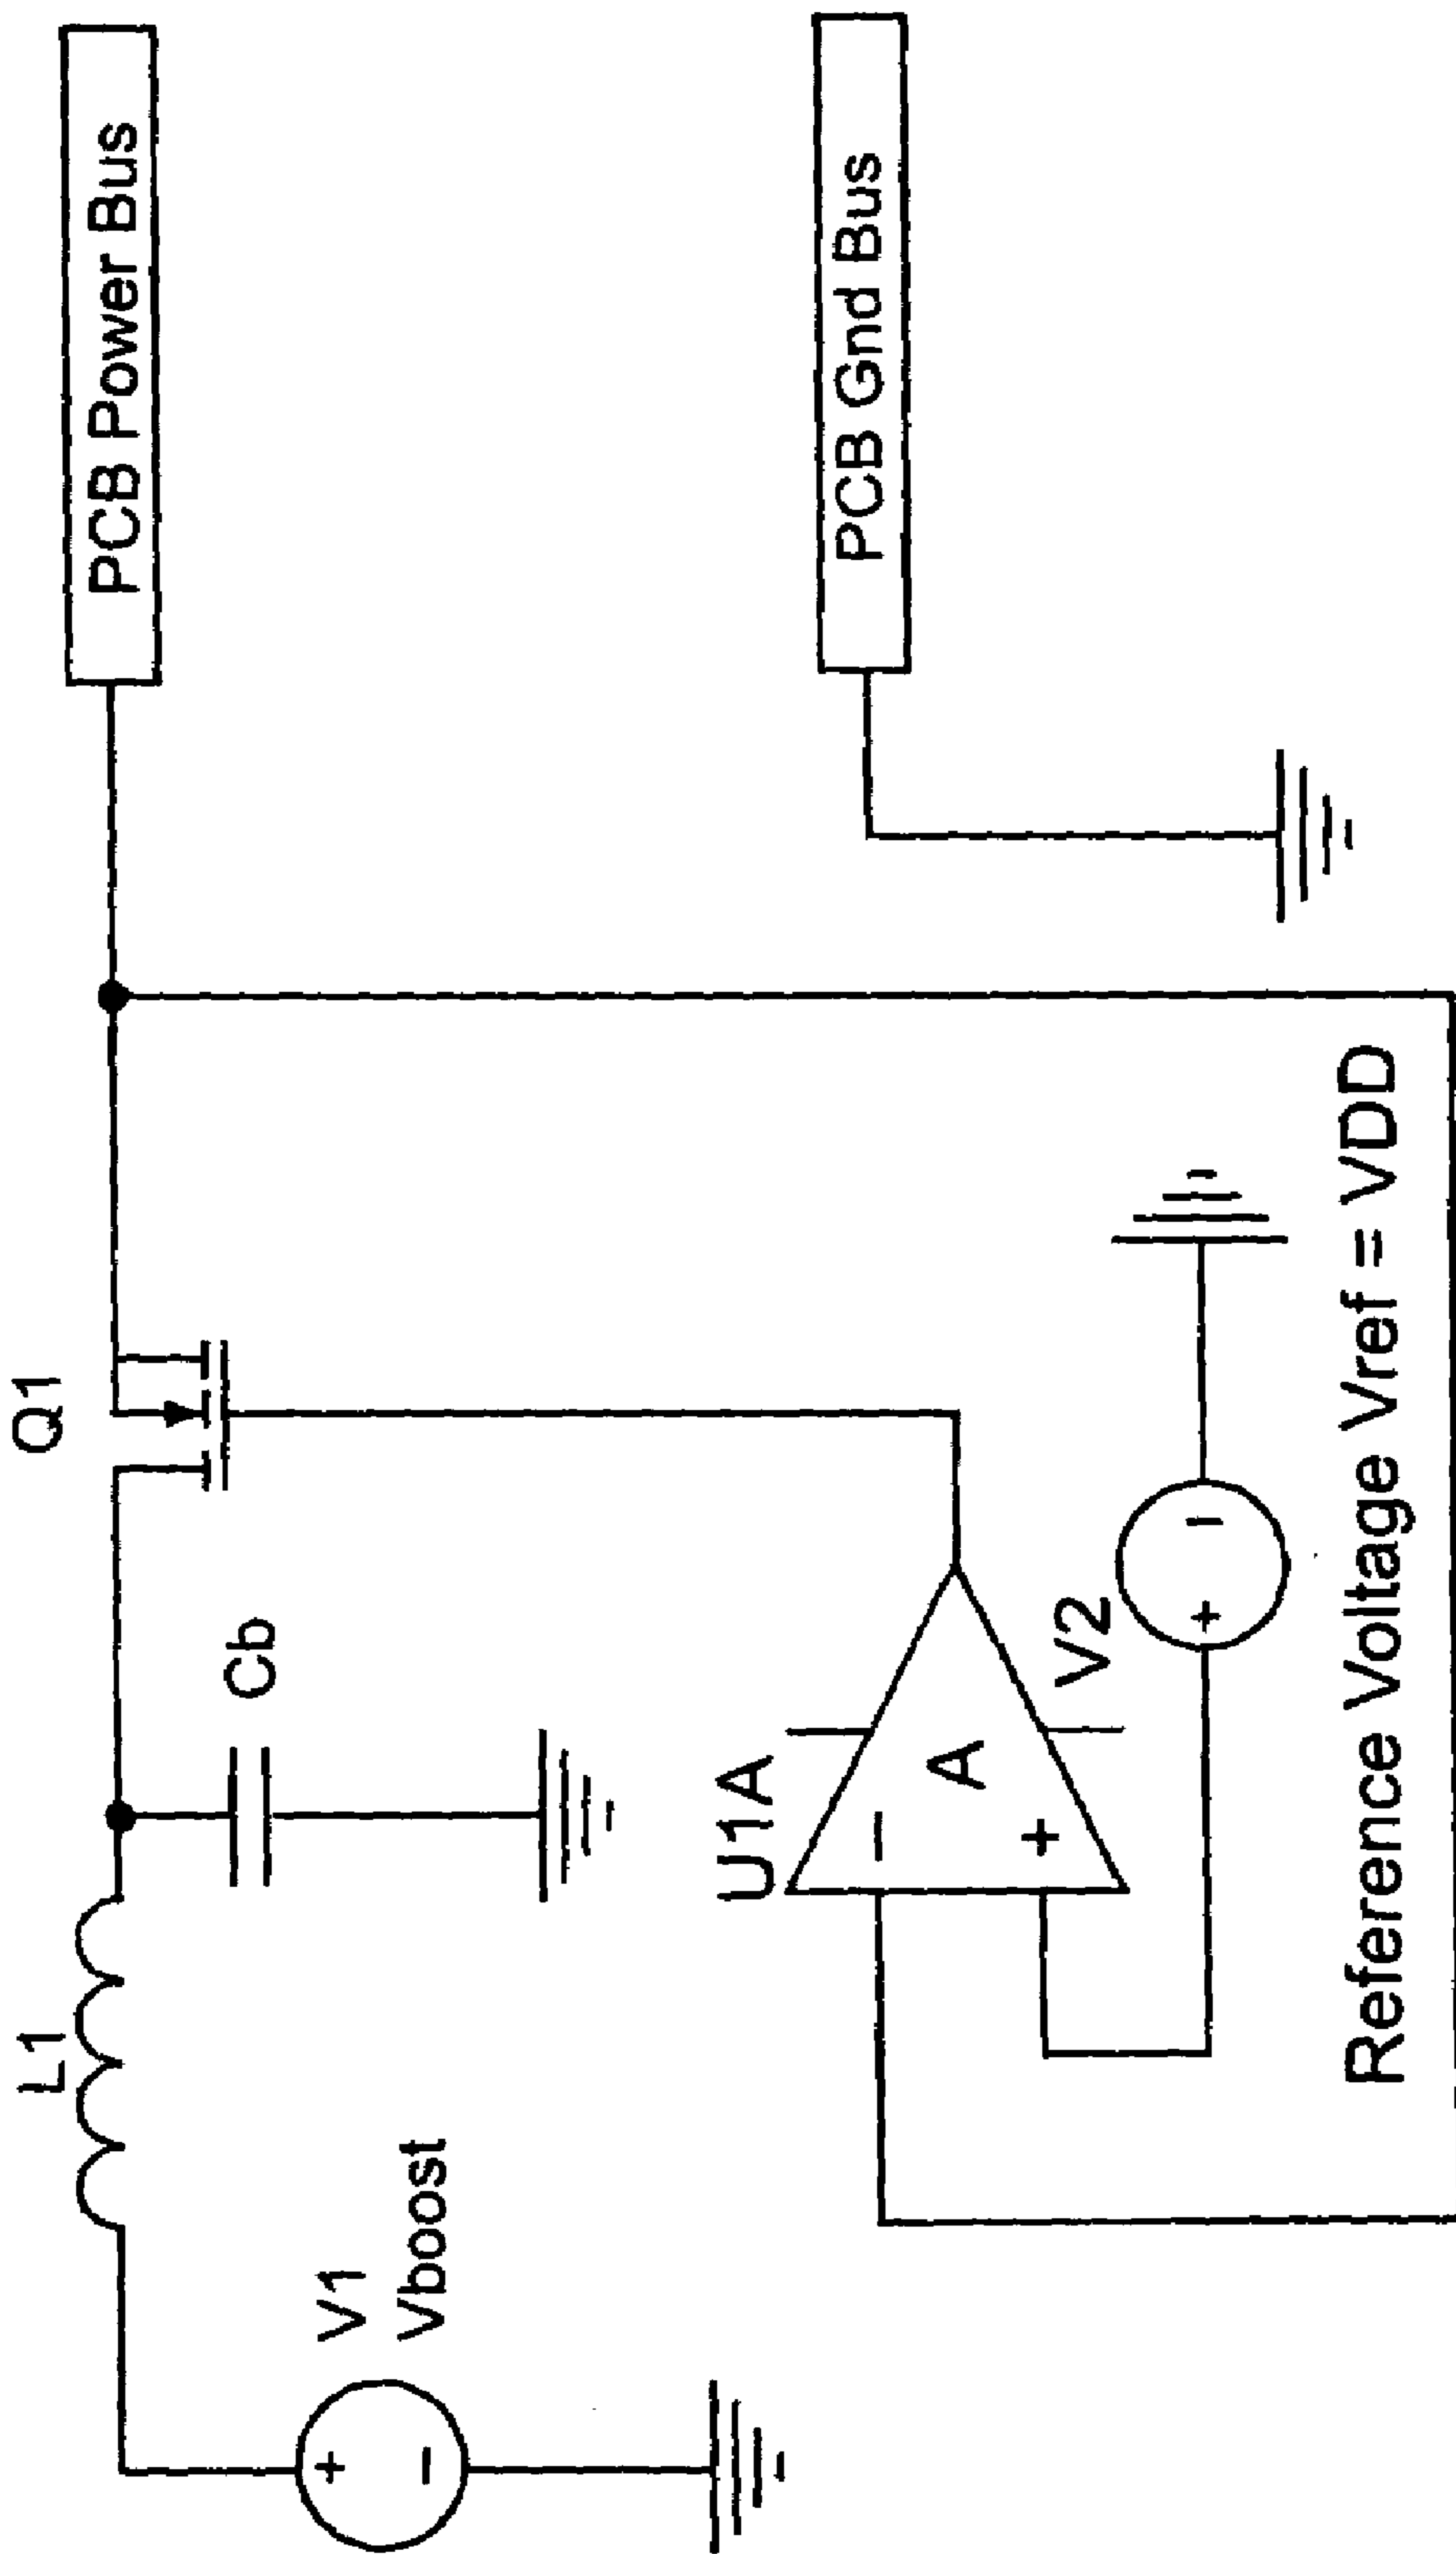 L1
Q1
PCB Power Bus
V1
Vboost
+
−
Cb
U1A
−
A
+
V2
+
−
PCB Gnd Bus
Reference Voltage Vref = VDD